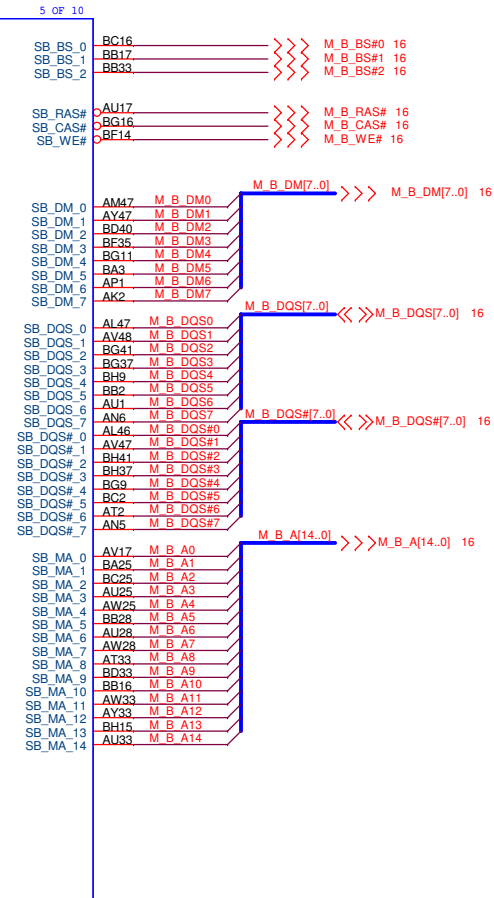 5 OF 10
SB_BS_0 BC16 M_B_BS#0 16
SB_BS_1 BB17 M_B_BS#1 16
SB_BS_2 BB33 M_B_BS#2 16
SB_RAS# AU17 M_B_RAS# 16
SB_CAS# BG16 M_B_CAS# 16
SB_WE# BF14 M_B_WE# 16
M_B_DM[7..0] M_B_DM[7..0] 16
SB_DM_0 AM47 M_B_DM0
SB_DM_1 AY47 M_B_DM1
SB_DM_2 BD40 M_B_DM2
SB_DM_3 BF35 M_B_DM3
SB_DM_4 BG11 M_B_DM4
SB_DM_5 BA3 M_B_DM5
SB_DM_6 AP1 M_B_DM6
SB_DM_7 AK2 M_B_DM7
M_B_DQS[7..0] M_B_DQS[7..0] 16
SB_DQS_0 AL47 M_B_DQS0
SB_DQS_1 AV48 M_B_DQS1
SB_DQS_2 BG41 M_B_DQS2
SB_DQS_3 BG37 M_B_DQS3
SB_DQS_4 BH9 M_B_DQS4
SB_DQS_5 BB2 M_B_DQS5
SB_DQS_6 AU1 M_B_DQS6
SB_DQS_7 AN6 M_B_DQS7
M_B_DQS#[7..0] M_B_DQS#[7..0] 16
SB_DQS#_0 AL46 M_B_DQS#0
SB_DQS#_1 AV47 M_B_DQS#1
SB_DQS#_2 BH41 M_B_DQS#2
SB_DQS#_3 BH37 M_B_DQS#3
SB_DQS#_4 BG9 M_B_DQS#4
SB_DQS#_5 BC2 M_B_DQS#5
SB_DQS#_6 AT2 M_B_DQS#6
SB_DQS#_7 AN5 M_B_DQS#7
M_B_A[14..0] M_B_A[14..0] 16
SB_MA_0 AV17 M_B_A0
SB_MA_1 BA25 M_B_A1
SB_MA_2 BC25 M_B_A2
SB_MA_3 AU25 M_B_A3
SB_MA_4 AW25 M_B_A4
SB_MA_5 BB28 M_B_A5
SB_MA_6 AU28 M_B_A6
SB_MA_7 AW28 M_B_A7
SB_MA_8 AT33 M_B_A8
SB_MA_9 BD33 M_B_A9
SB_MA_10 BB16 M_B_A10
SB_MA_11 AW33 M_B_A11
SB_MA_12 AY33 M_B_A12
SB_MA_13 BH15 M_B_A13
SB_MA_14 AU33 M_B_A14